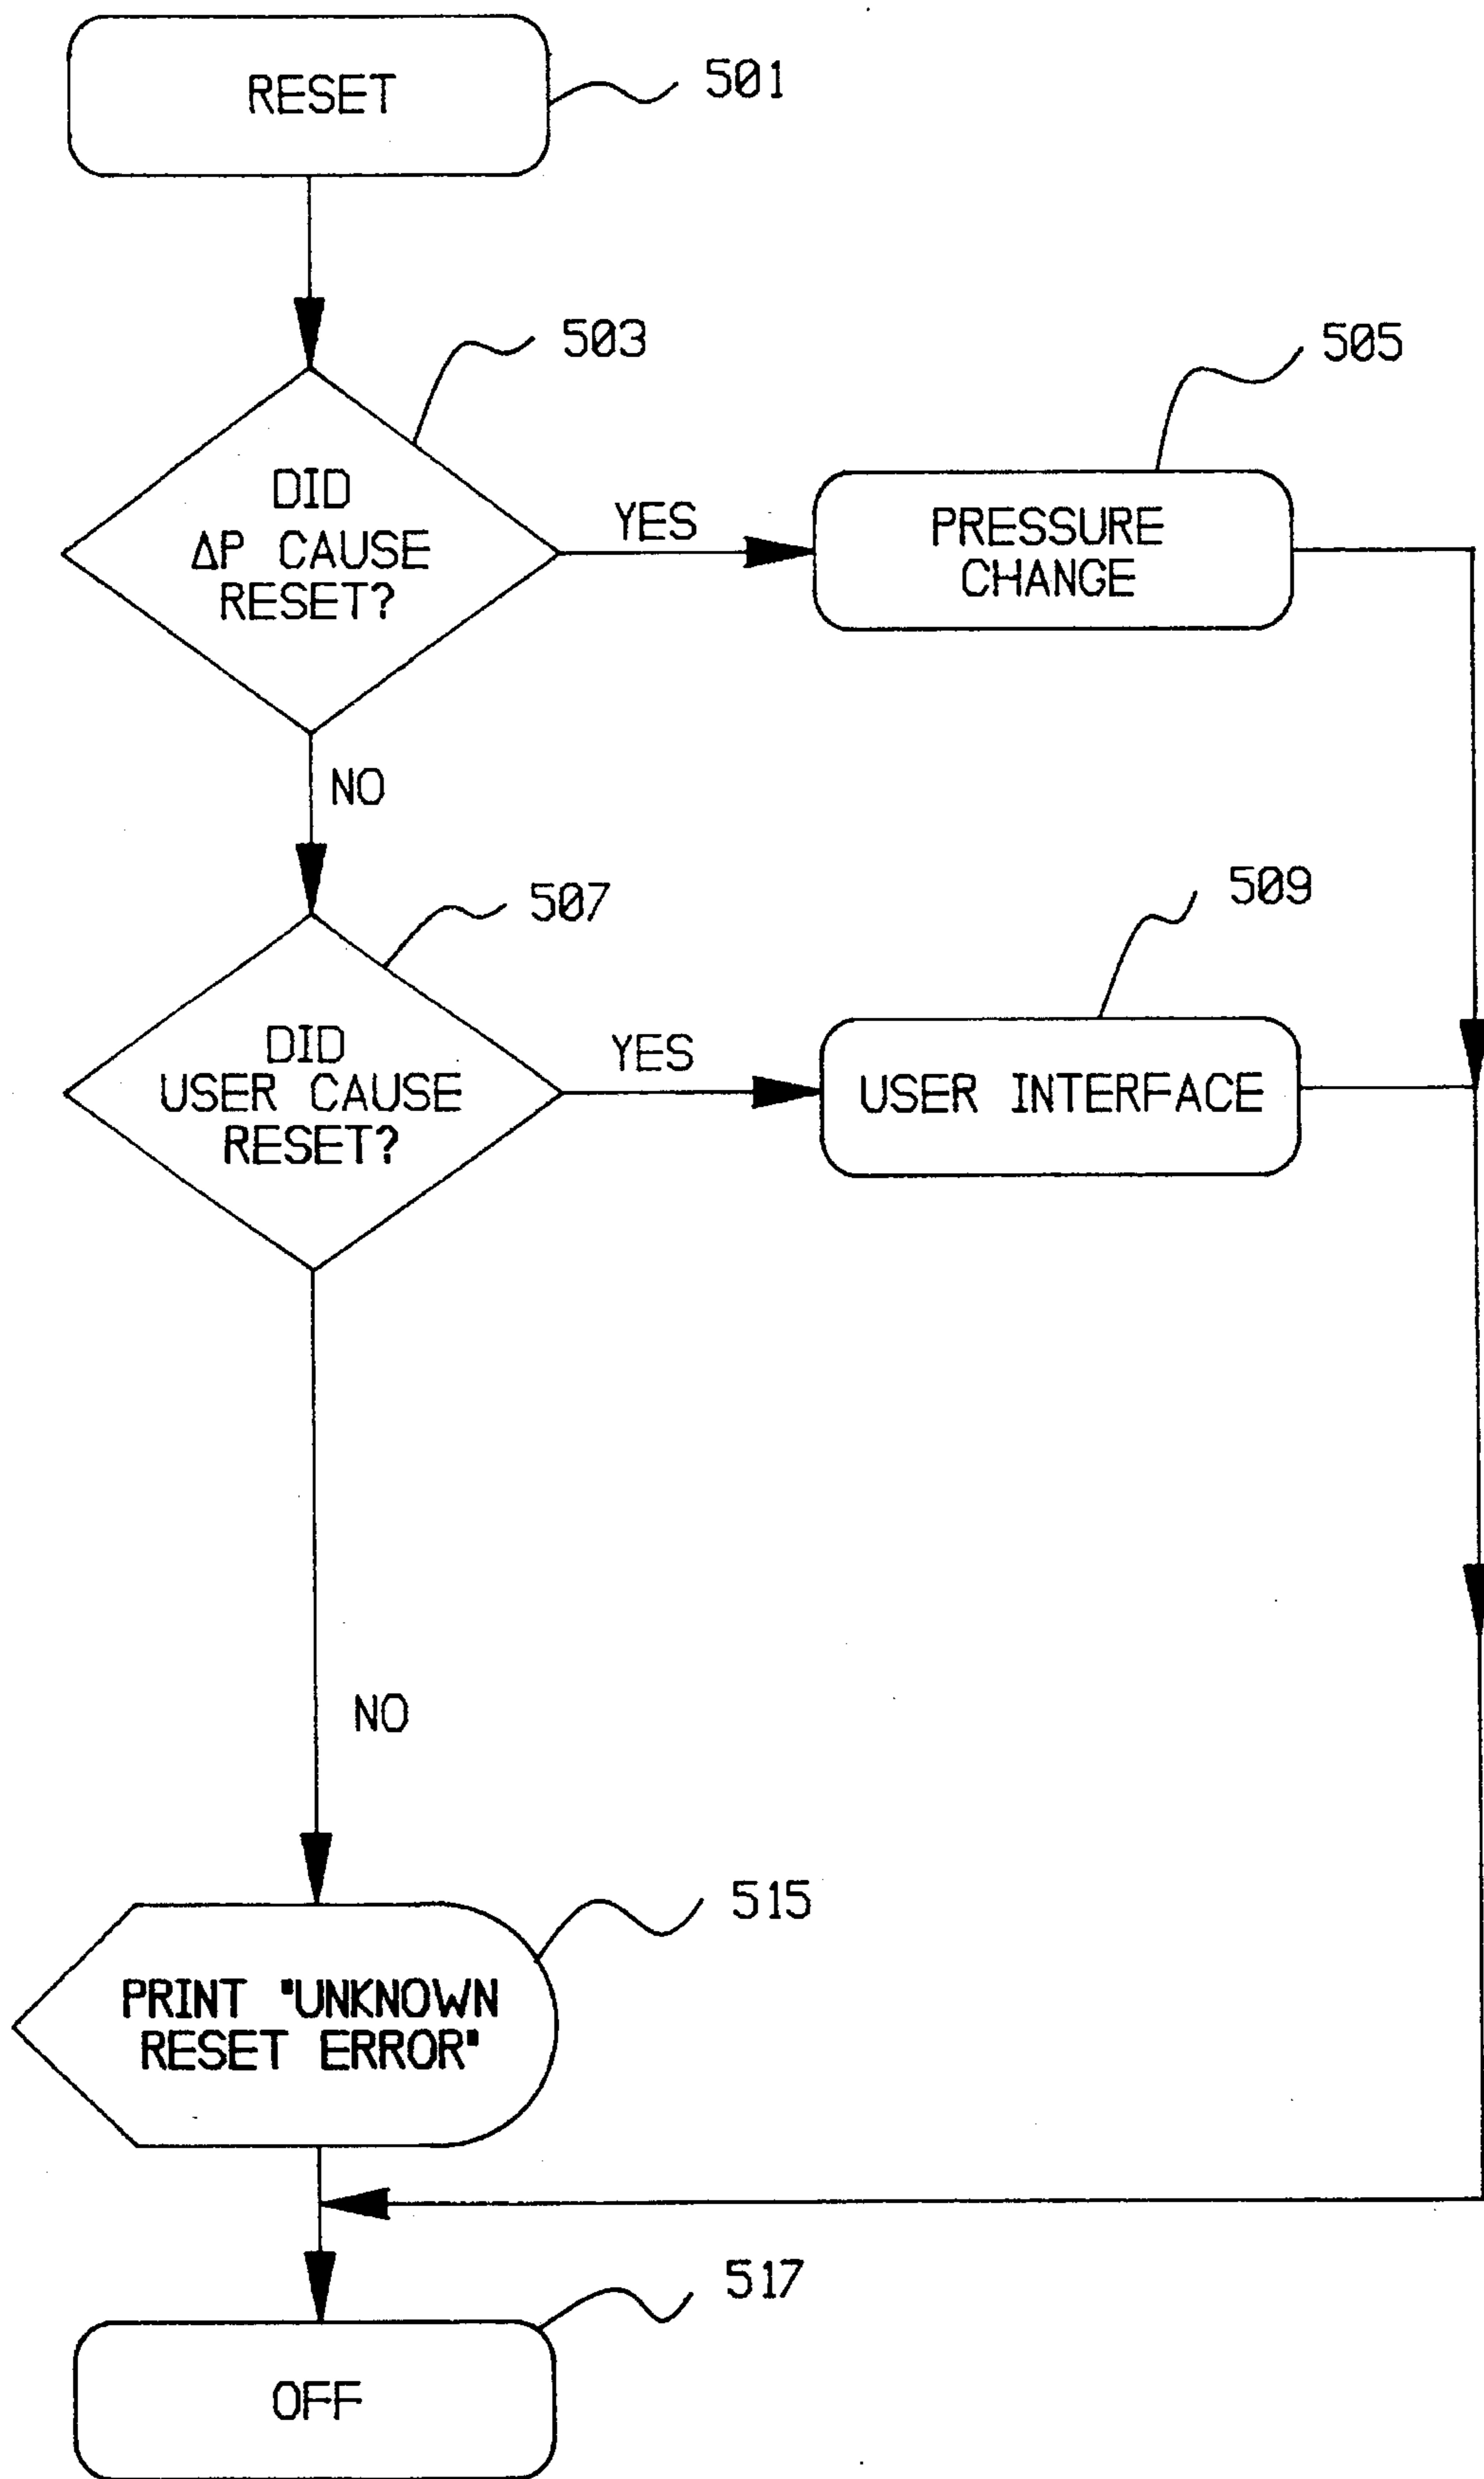 RESET
501
503
505
DID
ΔP CAUSE
RESET?
YES
PRESSURE
CHANGE
NO
507
509
DID
USER CAUSE
RESET?
YES
USER INTERFACE
NO
515
PRINT "UNKNOWN
RESET ERROR"
517
OFF